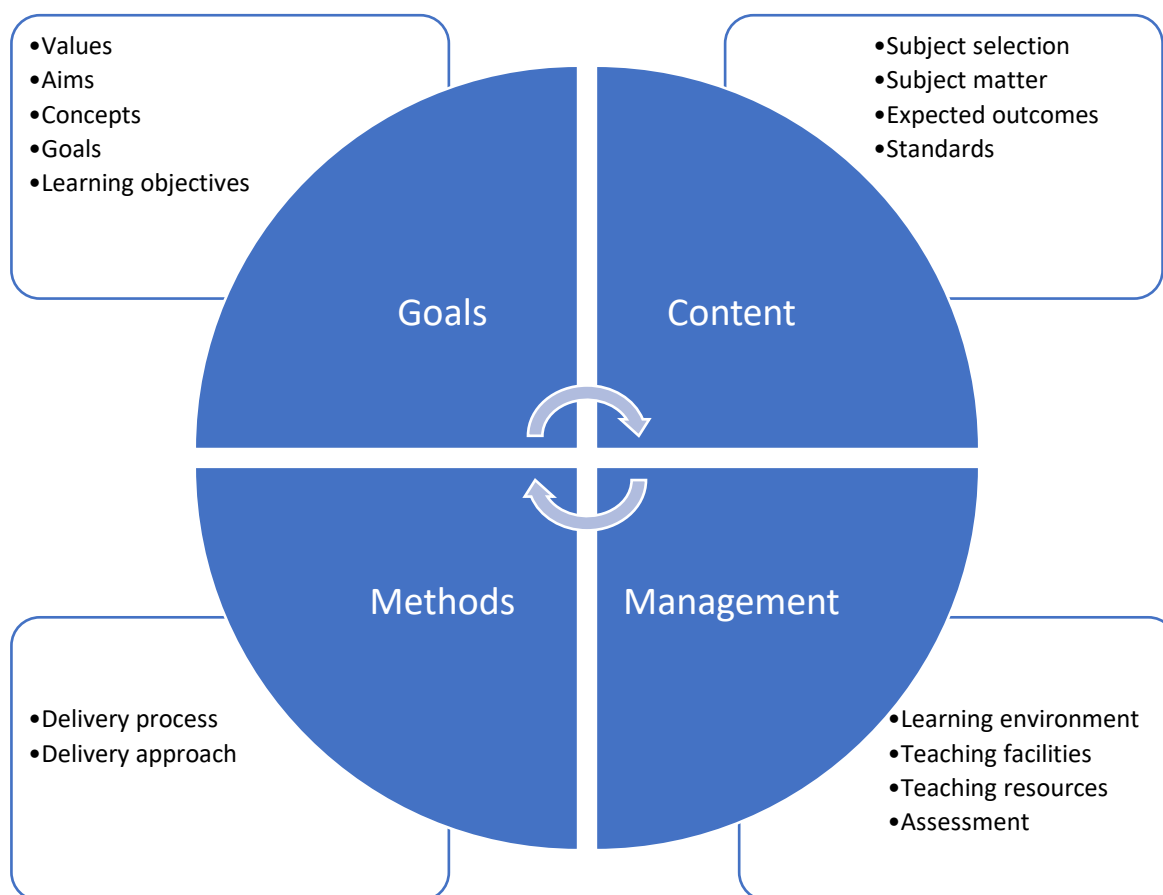 •Values
•Aims
•Concepts
•Goals
•Learning objectives
•Subject selection
•Subject matter
•Expected outcomes
•Standards
Goals
Content
Methods
Management
•Delivery process
•Delivery approach
•Learning environment
•Teaching facilities
•Teaching resources
•Assessment